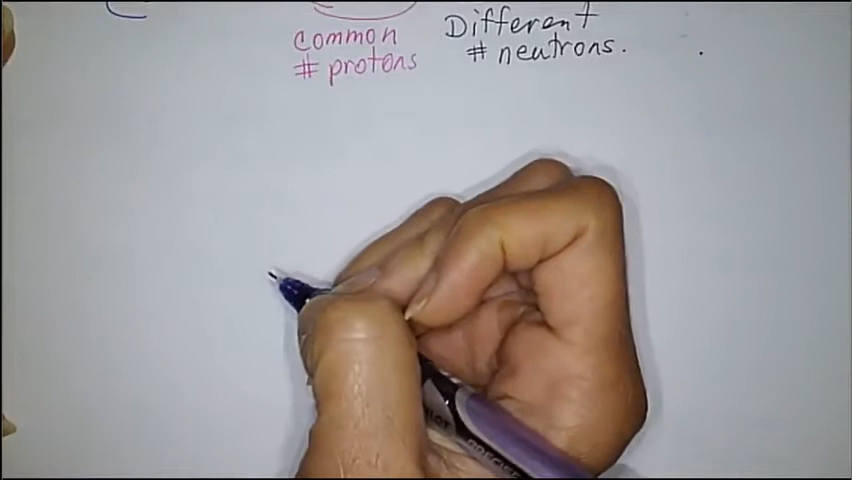 common
# protons
Different
# neutrons.